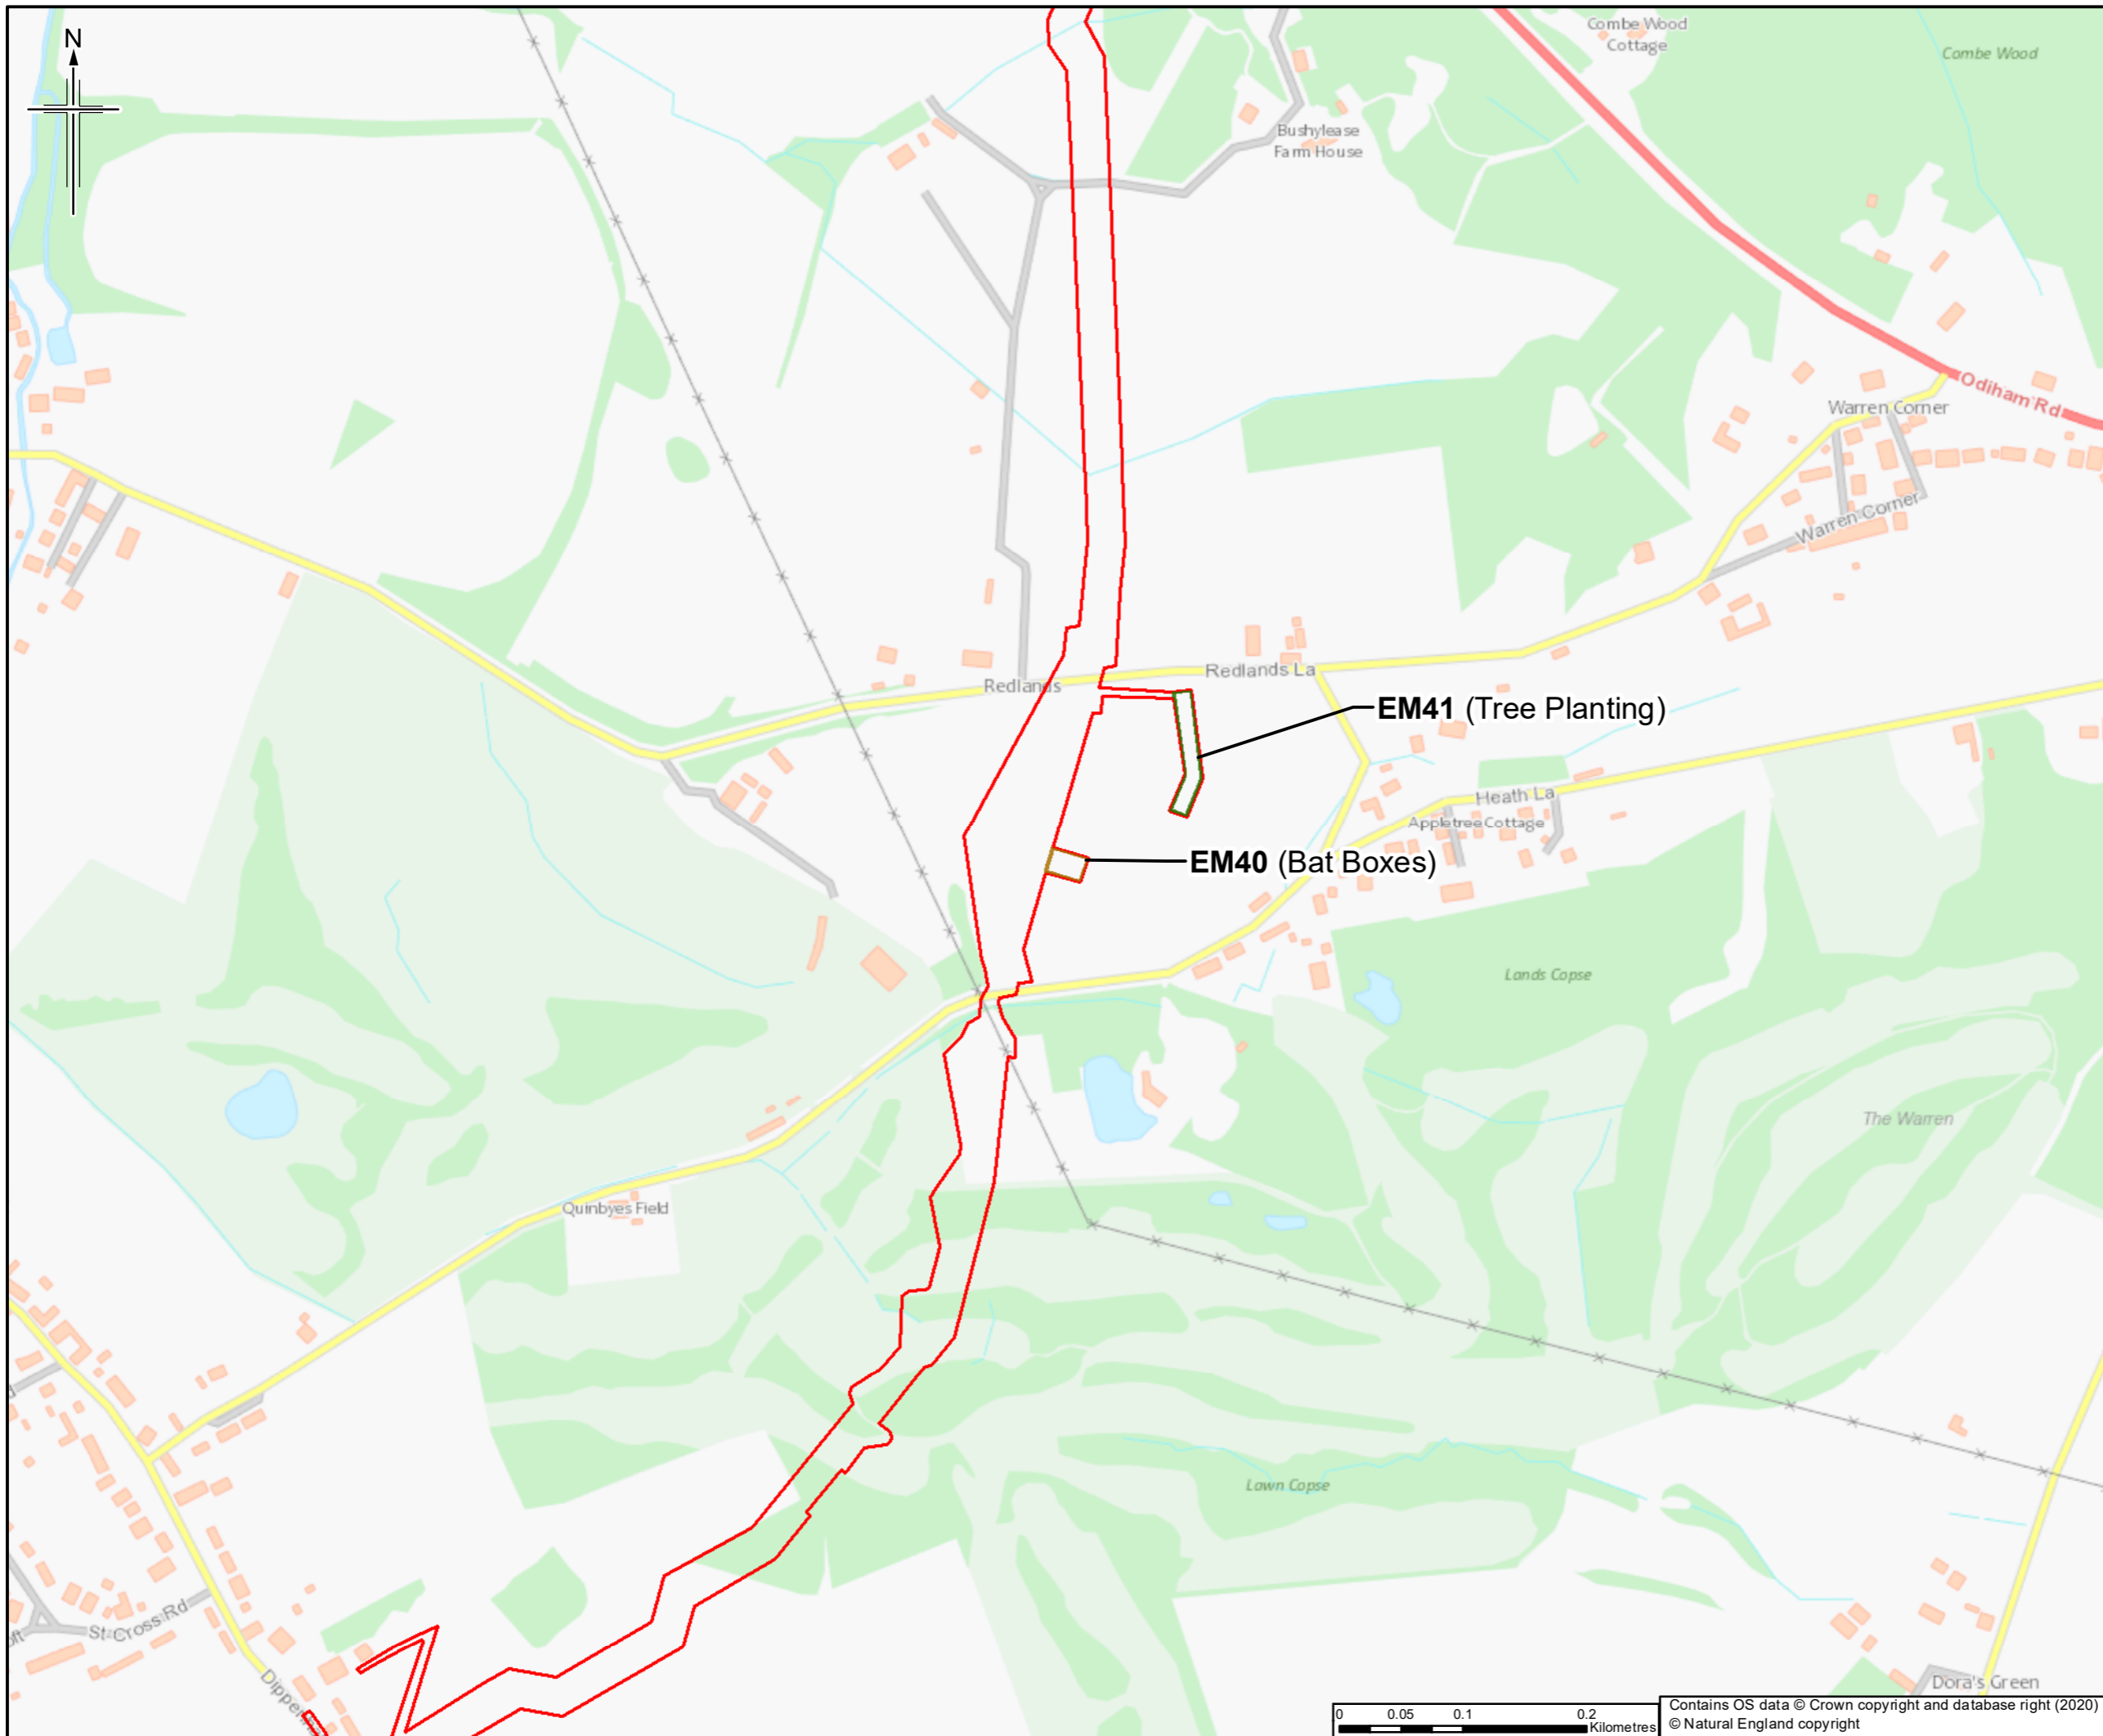 N
Combe Wood
Cottage
Combe Wood
Bushylease
Farm House
Odiham Rd
Warren Corner
Warren Corner
Redlands La
Redlands
EM41 (Tree Planting)
Heath La
Appletree Cottage
EM40 (Bat Boxes)
Lands Copse
The Warren
Quinbyes Field
Lawn Copse
St Cross Rd
Dora's Green
0 0.05 0.1 0.2
Kilometres
Contains OS data © Crown copyright and database right (2020)
© Natural England copyright